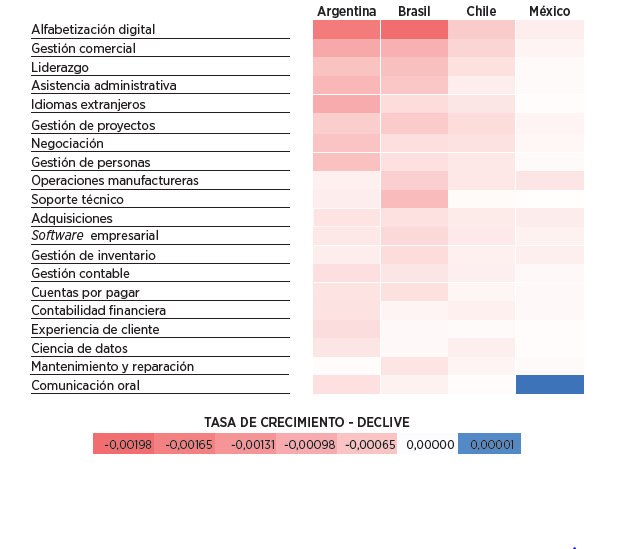 Argentina Brasil Chile México
Alfabetización digital
Gestión comercial
Liderazgo
Asistencia administrativa
Idiomas extranjeros
Gestión de proyectos
Negociación
Gestión de personas
Operaciones manufactureras
Soporte técnico
Adquisiciones
Software empresarial
Gestión de inventario
Gestión contable
Cuentas por pagar
Contabilidad financiera
Experiencia de cliente
Ciencia de datos
Mantenimiento y reparación
Comunicación oral
TASA DE CRECIMIENTO - DECLIVE
-0,00198 -0,00165 -0,00131 -0,00098 -0,00065 0,00000 0,00001